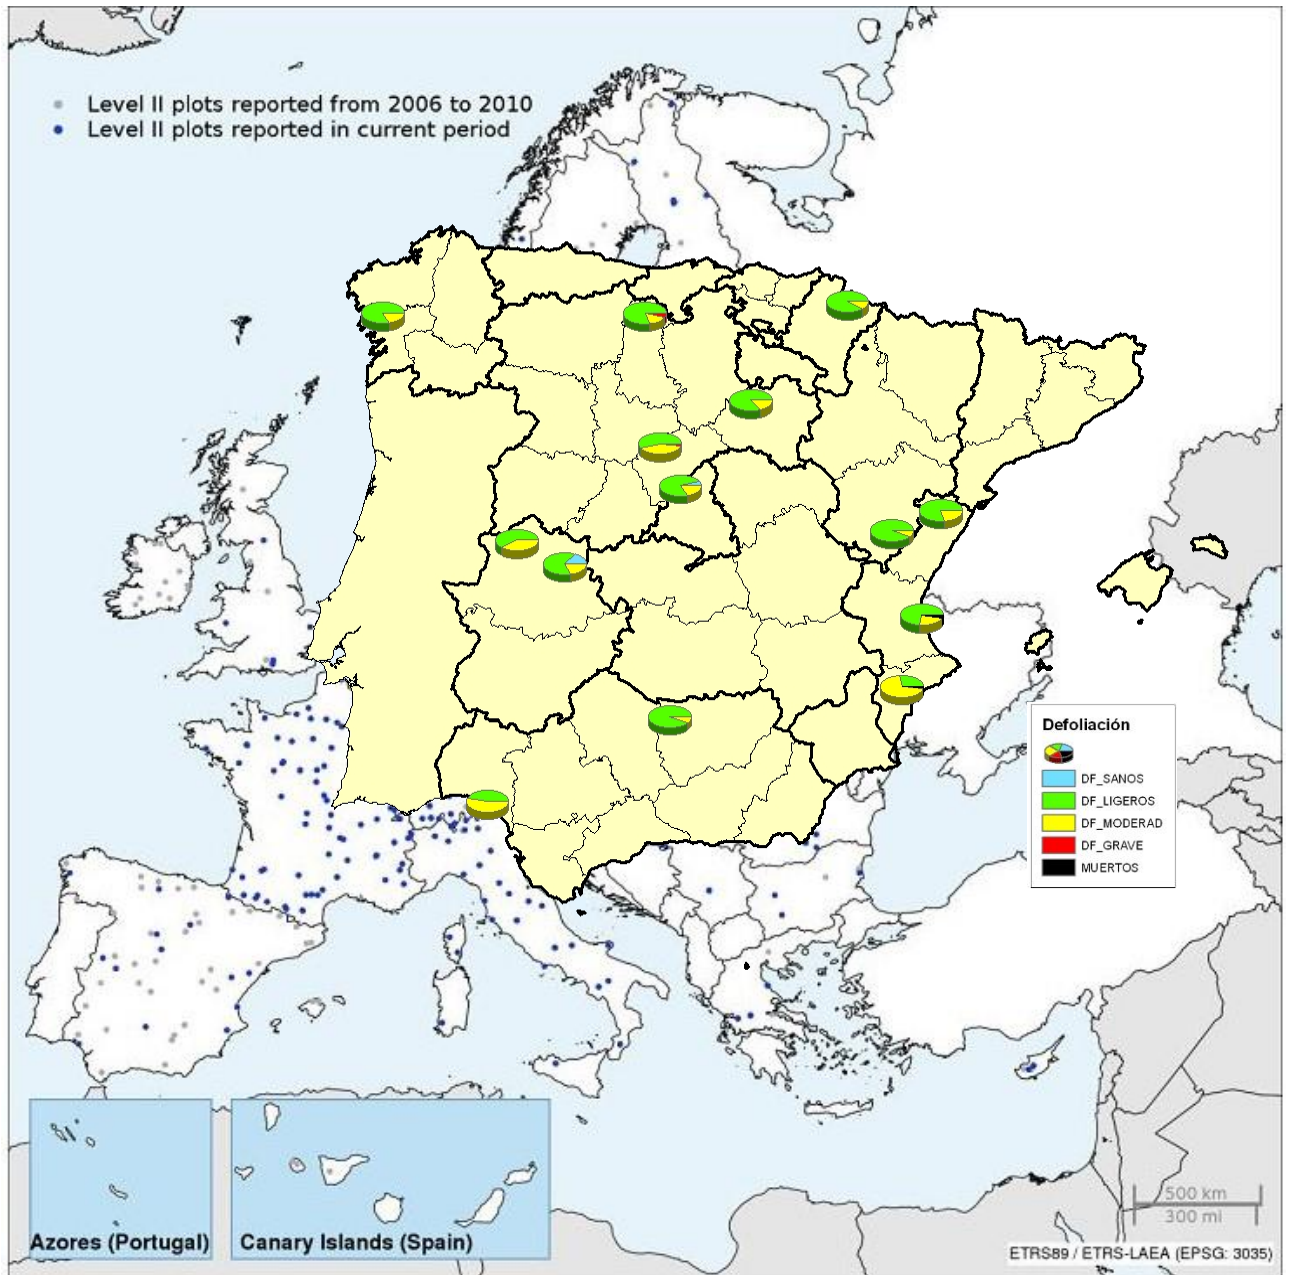 Level II plots reported from 2006 to 2010
Level II plots reported in current period
Defoliación
DF_SANOS
DF_LIGEROS
DF_MODERAD
DF_GRAVE
MUERTOS
Azores (Portugal)
Canary Islands (Spain)
500 km
300 mi
ETRS89 / ETRS-LAEA (EPSG: 3035)